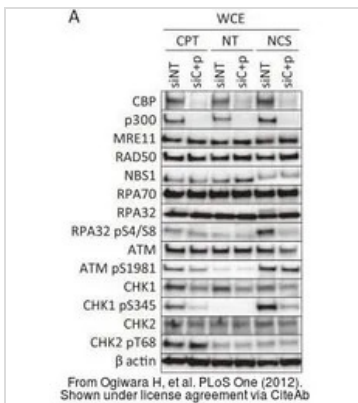 A
WCE
CPT NT NCS
siNT siC+p siNT siC+p siNT siC+p
CBP
p300
MRE11
RAD50
NBS1
RPA70
RPA32
RPA32 pS4/S8
ATM
ATM pS1981
CHK1
CHK1 pS345
CHK2
CHK2 pT68
β actin
From Ogiwara H, et al. PLoS One (2012).
Shown under license agreement via CiteAb